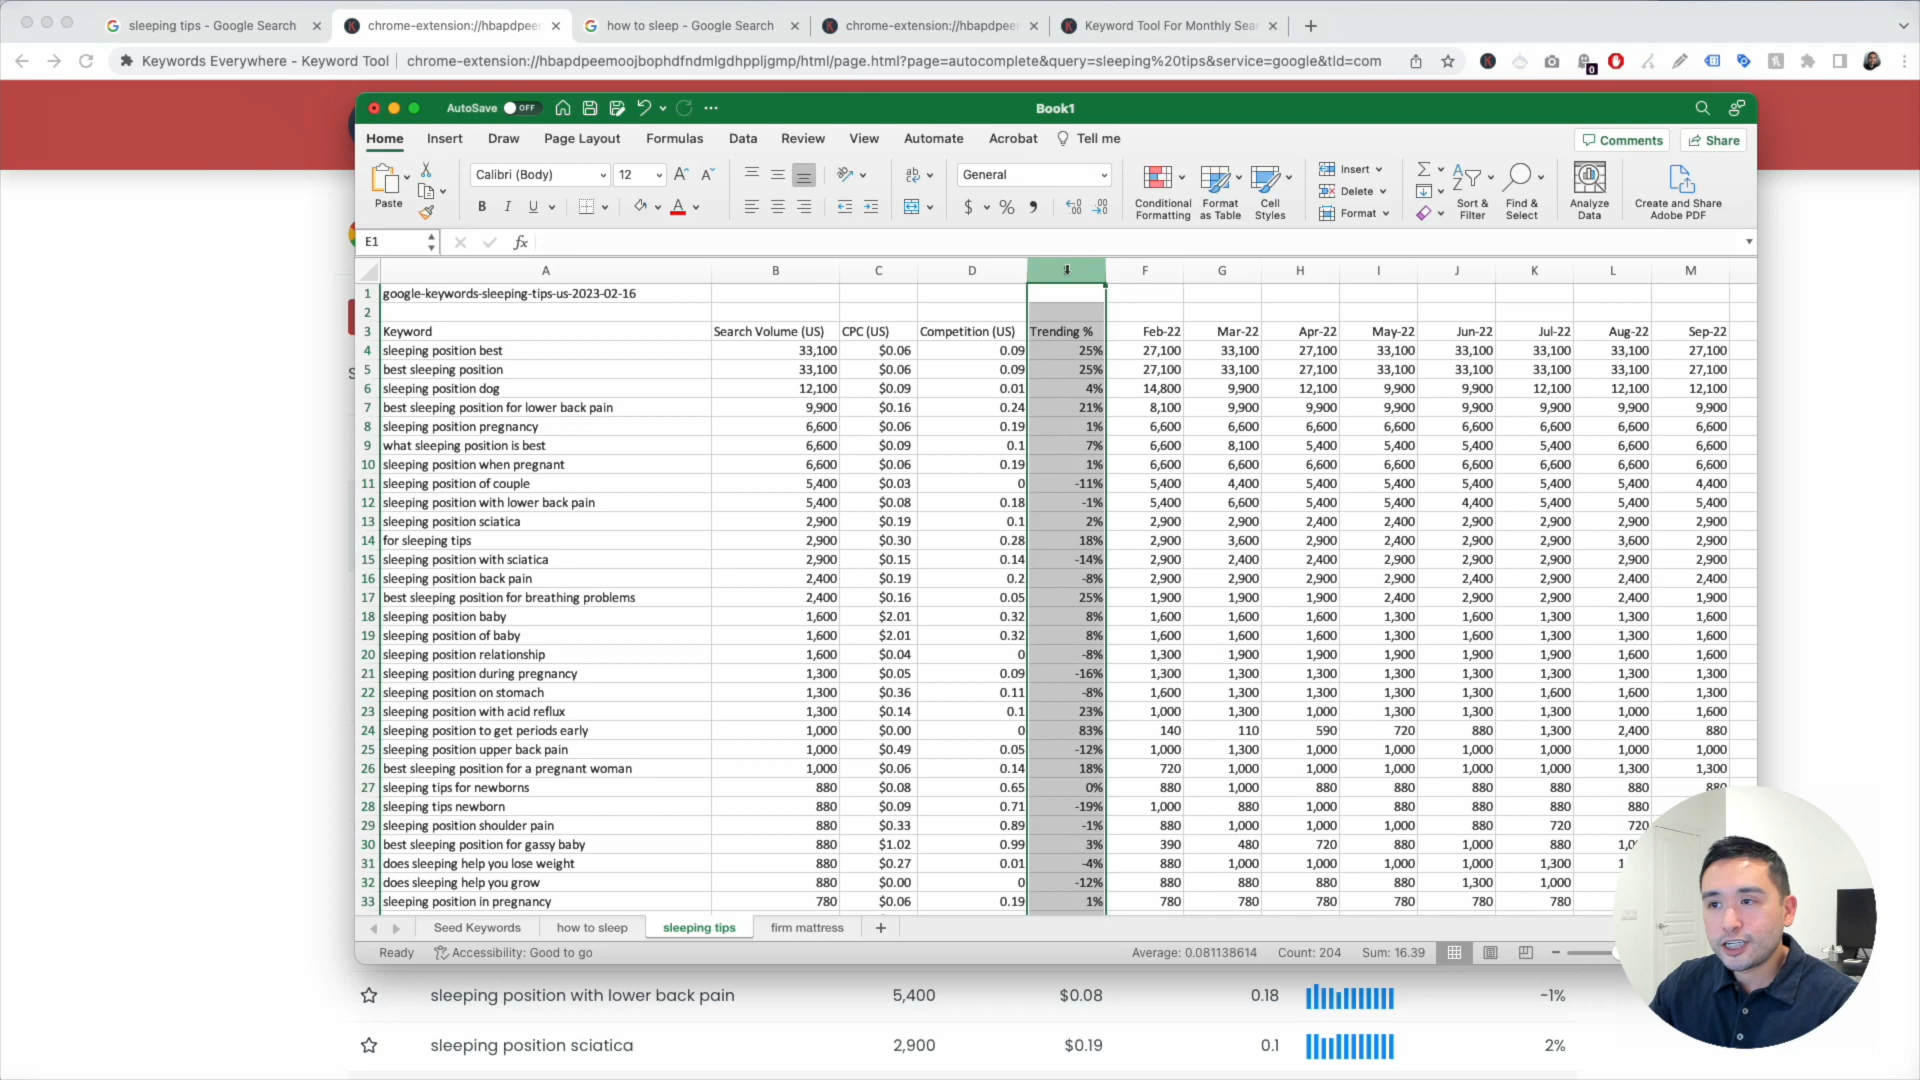 sleeping tips - Google Search
chrome-extension://hbapdpeem
how to sleep - Google Search
chrome-extension://hbapdpeem
Keyword Tool For Monthly Sear
Keywords Everywhere - Keyword Tool
chrome-extension://hbapdpeemoojbophdfndmlgdhppljgmp/html/page.html?page=autocomplete&query=sleeping%20tips&service=google&tld=com
AutoSave OFF
Book1
Home Insert Draw Page Layout Formulas Data Review View Automate Acrobat Tell me
Comments Share
Paste
Calibri (Body) 12
General
Conditional Formatting
Format as Table
Cell Styles
Insert
Delete
Format
Sort & Filter
Find & Select
Analyze Data
Create and Share Adobe PDF
E1 fx
A B C D F G H I J K L M
1 google-keywords-sleeping-tips-us-2023-02-16
2
3 Keyword Search Volume (US) CPC (US) Competition (US) Trending % Feb-22 Mar-22 Apr-22 May-22 Jun-22 Jul-22 Aug-22 Sep-22
4 sleeping position best 33,100 $0.06 0.09 25% 27,100 33,100 27,100 33,100 33,100 33,100 33,100 27,100
5 best sleeping position 33,100 $0.06 0.09 25% 27,100 33,100 27,100 33,100 33,100 33,100 33,100 27,100
6 sleeping position dog 12,100 $0.09 0.01 4% 14,800 9,900 12,100 9,900 9,900 12,100 12,100 12,100
7 best sleeping position for lower back pain 9,900 $0.16 0.24 21% 8,100 9,900 9,900 9,900 9,900 9,900 9,900 9,900
8 sleeping position pregnancy 6,600 $0.06 0.19 1% 6,600 6,600 6,600 6,600 6,600 6,600 6,600 6,600
9 what sleeping position is best 6,600 $0.09 0.1 7% 6,600 8,100 5,400 5,400 5,400 5,400 6,600 6,600
10 sleeping position when pregnant 6,600 $0.06 0.19 1% 6,600 6,600 6,600 6,600 6,600 6,600 6,600 6,600
11 sleeping position of couple 5,400 $0.03 0 -11% 5,400 4,400 5,400 5,400 5,400 5,400 5,400 4,400
12 sleeping position with lower back pain 5,400 $0.08 0.18 -1% 5,400 6,600 5,400 5,400 4,400 5,400 5,400 5,400
13 sleeping position sciatica 2,900 $0.19 0.1 2% 2,900 2,900 2,400 2,400 2,900 2,900 2,900 2,900
14 for sleeping tips 2,900 $0.30 0.28 18% 2,900 3,600 2,900 2,400 2,900 2,900 3,600 2,900
15 sleeping position with sciatica 2,900 $0.15 0.14 -14% 2,900 2,400 2,400 2,900 2,900 2,900 2,900 2,900
16 sleeping position back pain 2,400 $0.19 0.2 -8% 2,900 2,900 2,900 2,900 2,400 2,900 2,400 2,400
17 best sleeping position for breathing problems 2,400 $0.16 0.05 25% 1,900 1,900 1,900 2,400 2,400 2,900 2,400 1,900
18 sleeping position baby 1,600 $2.01 0.32 8% 1,600 1,600 1,600 1,300 1,600 1,300 1,300 1,600
19 sleeping position of baby 1,600 $2.01 0.32 8% 1,600 1,600 1,600 1,300 1,600 1,300 1,300 1,600
20 sleeping position relationship 1,600 $0.04 0 -8% 1,300 1,900 1,900 1,900 1,900 1,600 1,600 1,600
21 sleeping position during pregnancy 1,300 $0.05 0.09 -16% 1,300 1,300 1,300 1,300 1,300 1,300 1,300 1,300
22 sleeping position on stomach 1,300 $0.36 0.11 -8% 1,600 1,300 1,300 1,300 1,300 1,600 1,600 1,300
23 sleeping position with acid reflux 1,300 $0.14 0.1 23% 1,000 1,300 1,000 1,300 1,300 1,300 1,000 1,600
24 sleeping position to get periods early 1,000 $0.00 0 83% 140 110 590 720 880 1,300 2,400 880
25 sleeping position upper back pain 1,000 $0.49 0.05 -12% 1,000 1,300 1,000 1,000 1,000 1,000 1,000 1,000
26 best sleeping position for a pregnant woman 1,000 $0.06 0.14 18% 720 1,000 1,000 1,000 1,000 1,000 1,300 1,300
27 sleeping tips for newborns 880 $0.08 0.65 0% 880 1,000 880 880 880 880 880 880
28 sleeping tips newborn 880 $0.09 0.71 -19% 1,000 880 1,000 880 880 880 880
29 sleeping position shoulder pain 880 $0.33 0.89 -1% 880 1,000 1,000 1,000 880 720 720
30 best sleeping position for gassy baby 880 $1.02 0.99 3% 390 480 720 880 1,000 880
31 does sleeping help you lose weight 880 $0.27 0.01 -4% 880 1,000 1,000 1,000 1,000 1,300
32 does sleeping help you grow 880 $0.00 0 -12% 880 880 880 880 1,300 1,000
33 sleeping position in pregnancy 780 $0.06 0.19 1% 780 780 780 780 780 780
Seed Keywords how to sleep sleeping tips firm mattress
Ready Accessibility: Good to go Average: 0.081138614 Count: 204 Sum: 16.39
sleeping position with lower back pain 5,400 $0.08 0.18 -1%
sleeping position sciatica 2,900 $0.19 0.1 2%